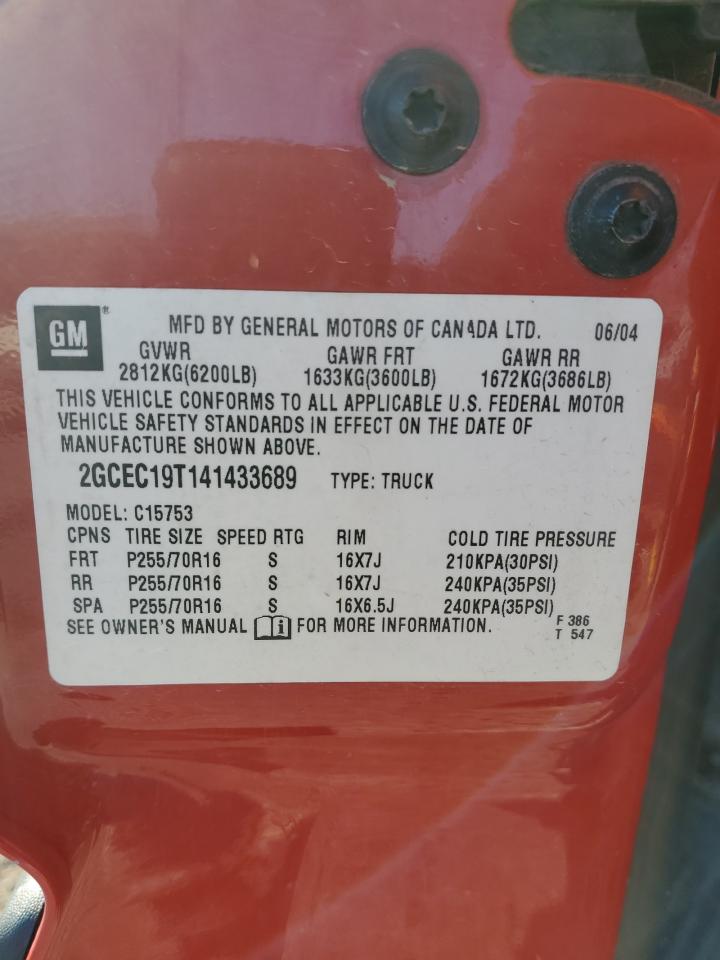 GM ®
MFD BY GENERAL MOTORS OF CANADA LTD. 06/04
GVWR GAWR FRT GAWR RR
2812KG(6200LB) 1633KG(3600LB) 1672KG(3686LB)
THIS VEHICLE CONFORMS TO ALL APPLICABLE U.S. FEDERAL MOTOR
VEHICLE SAFETY STANDARDS IN EFFECT ON THE DATE OF
MANUFACTURE SHOWN ABOVE.
2GCEC19T141433689 TYPE: TRUCK
MODEL: C15753
CPNS TIRE SIZE SPEED RTG RIM COLD TIRE PRESSURE
FRT P255/70R16 S 16X7J 210KPA(30PSI)
RR P255/70R16 S 16X7J 240KPA(35PSI)
SPA P255/70R16 S 16X6.5J 240KPA(35PSI)
SEE OWNER'S MANUAL i FOR MORE INFORMATION. F 386
T 547